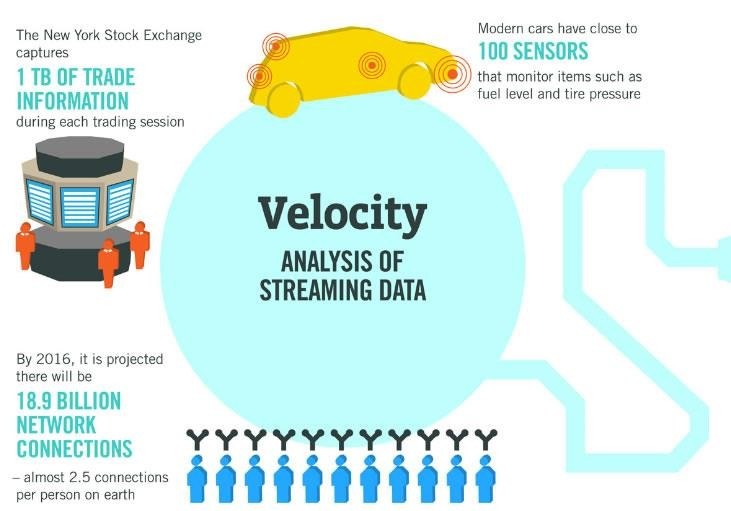 The New York Stock Exchange
captures
1 TB OF TRADE
INFORMATION
during each trading session
Modern cars have close to
100 SENSORS
that monitor items such as
fuel level and tire pressure
Velocity
ANALYSIS OF
STREAMING DATA
By 2016, it is projected
there will be
18.9 BILLION
NETWORK
CONNECTIONS
– almost 2.5 connections
per person on earth